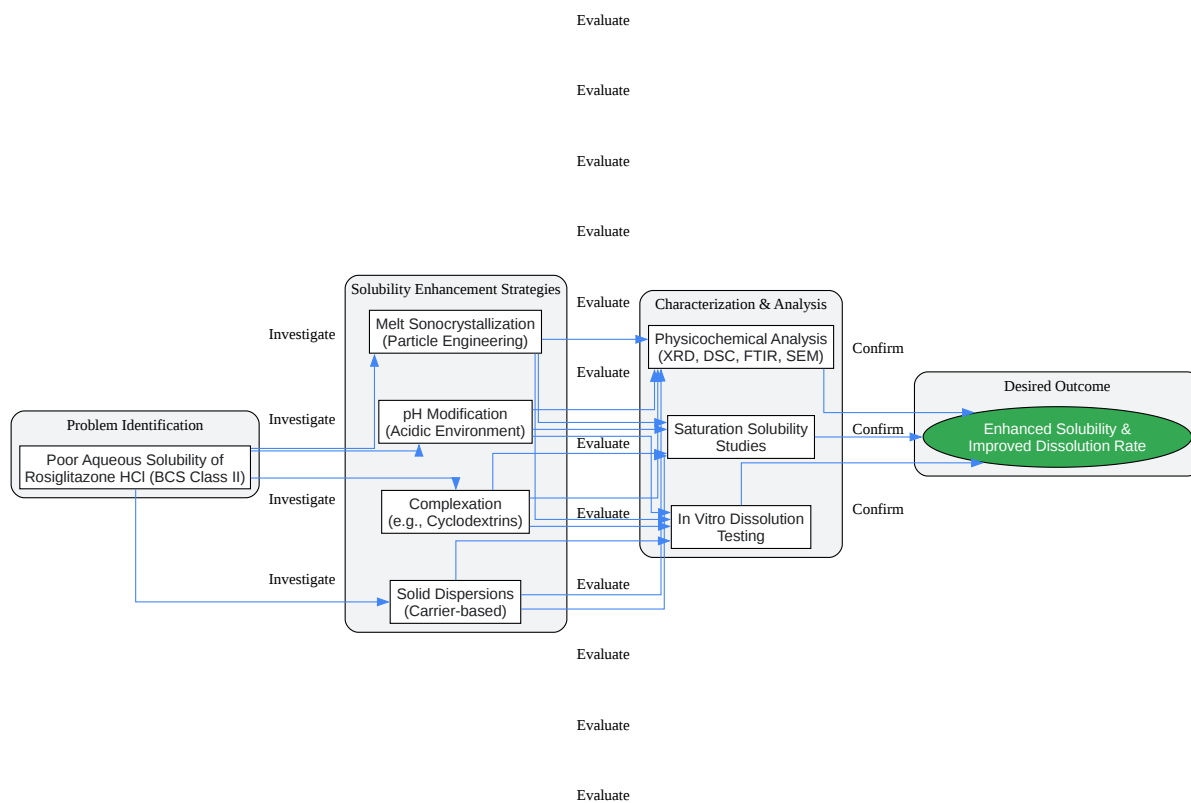 Evaluate
Evaluate
Evaluate
Evaluate
Problem Identification
Poor Aqueous Solubility of
Rosiglitazone HCl (BCS Class II)
Investigate
Investigate
Investigate
Investigate
Solubility Enhancement Strategies
Melt Sonocrystallization
(Particle Engineering)
pH Modification
(Acidic Environment)
Complexation
(e.g., Cyclodextrins)
Solid Dispersions
(Carrier-based)
Evaluate
Evaluate
Evaluate
Evaluate
Evaluate
Characterization & Analysis
Physicochemical Analysis
(XRD, DSC, FTIR, SEM)
Saturation Solubility
Studies
In Vitro Dissolution
Testing
Confirm
Confirm
Confirm
Desired Outcome
Enhanced Solubility &
Improved Dissolution Rate
Evaluate
Evaluate
Evaluate